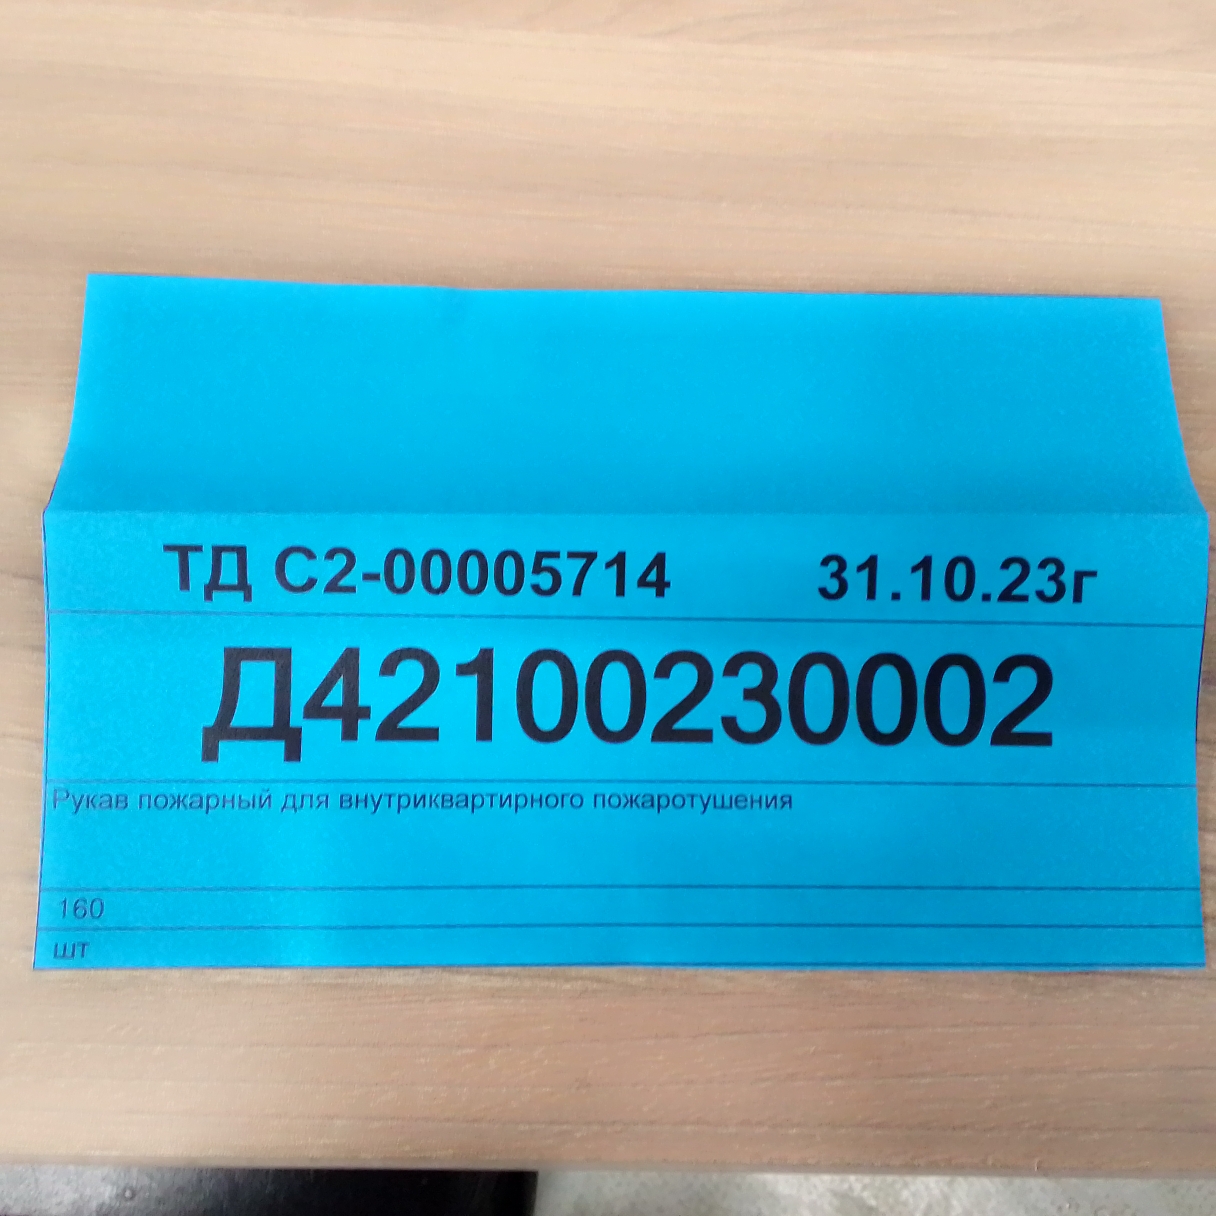 ТД С2-00005714 31.10.23г
Д42100230002
Рукав пожарный для внутриквартирного пожаротушения
160
шт